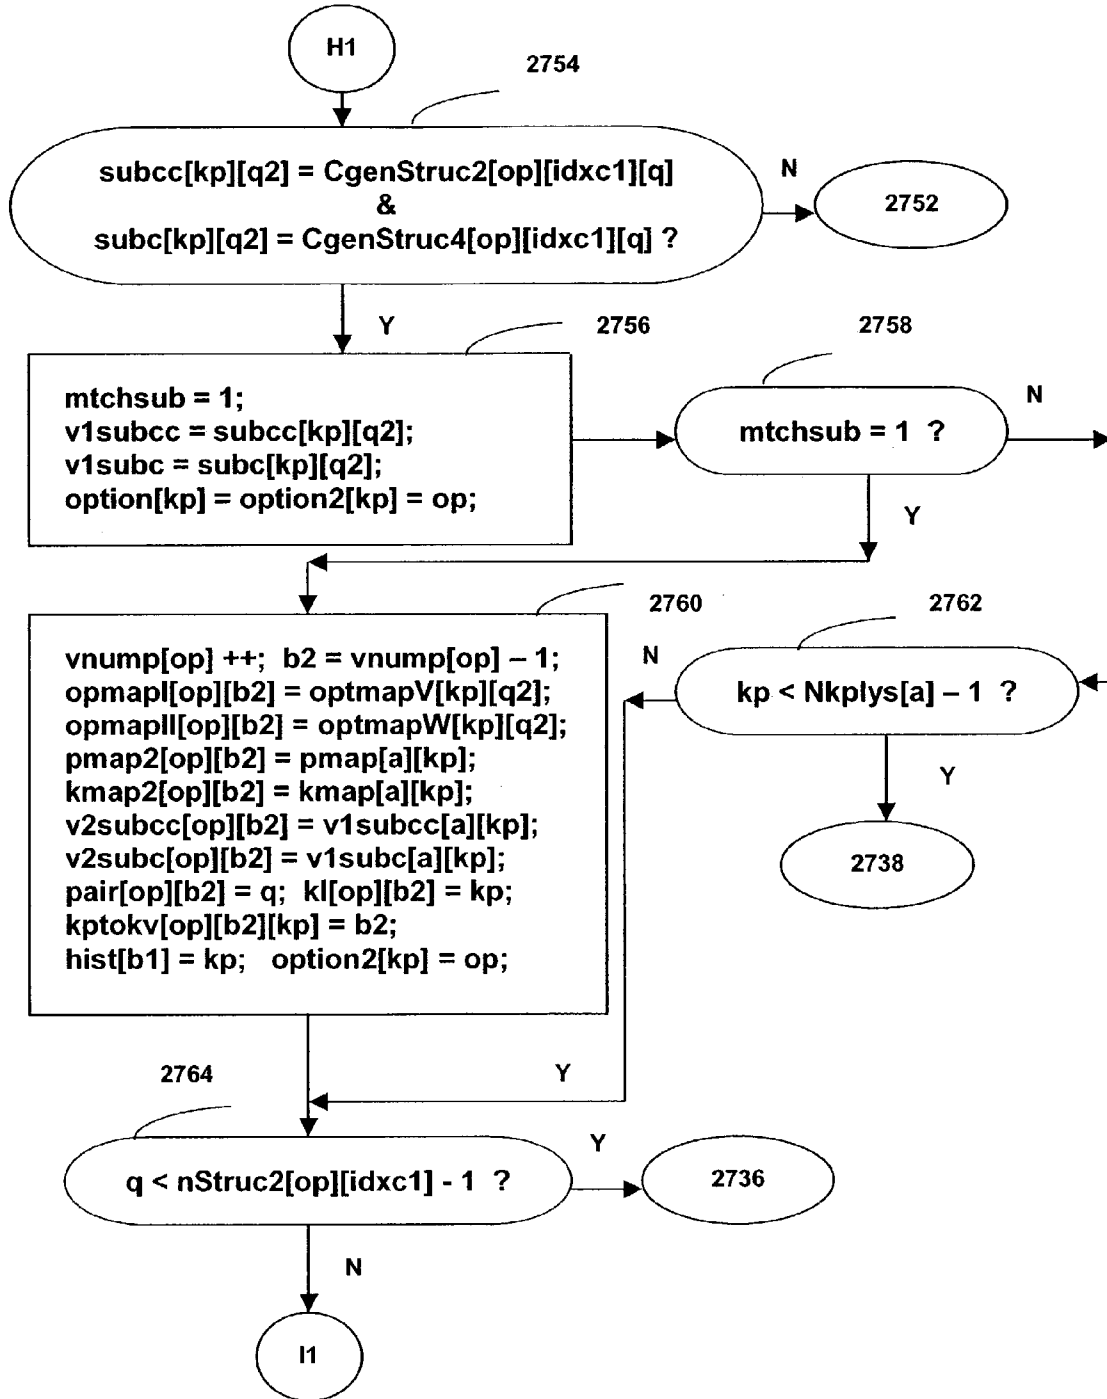 H1
2754
subcc[kp][q2] = CgenStruc2[op][idxc1][q]
&
subc[kp][q2] = CgenStruc4[op][idxc1][q] ?
N
2752
Y
2756
2758
mtchsub = 1;
v1subcc = subcc[kp][q2];
v1subc = subc[kp][q2];
option[kp] = option2[kp] = op;
mtchsub = 1 ?
N
Y
2760
2762
vnump[op] ++; b2 = vnump[op] – 1;
opmapI[op][b2] = optmapV[kp][q2];
opmapII[op][b2] = optmapW[kp][q2];
pmap2[op][b2] = pmap[a][kp];
kmap2[op][b2] = kmap[a][kp];
v2subcc[op][b2] = v1subcc[a][kp];
v2subc[op][b2] = v1subc[a][kp];
pair[op][b2] = q; kl[op][b2] = kp;
kptokv[op][b2][kp] = b2;
hist[b1] = kp; option2[kp] = op;
N
kp < Nkplys[a] – 1 ?
Y
2738
2764
Y
q < nStruc2[op][idxc1] - 1 ?
Y
2736
N
I1